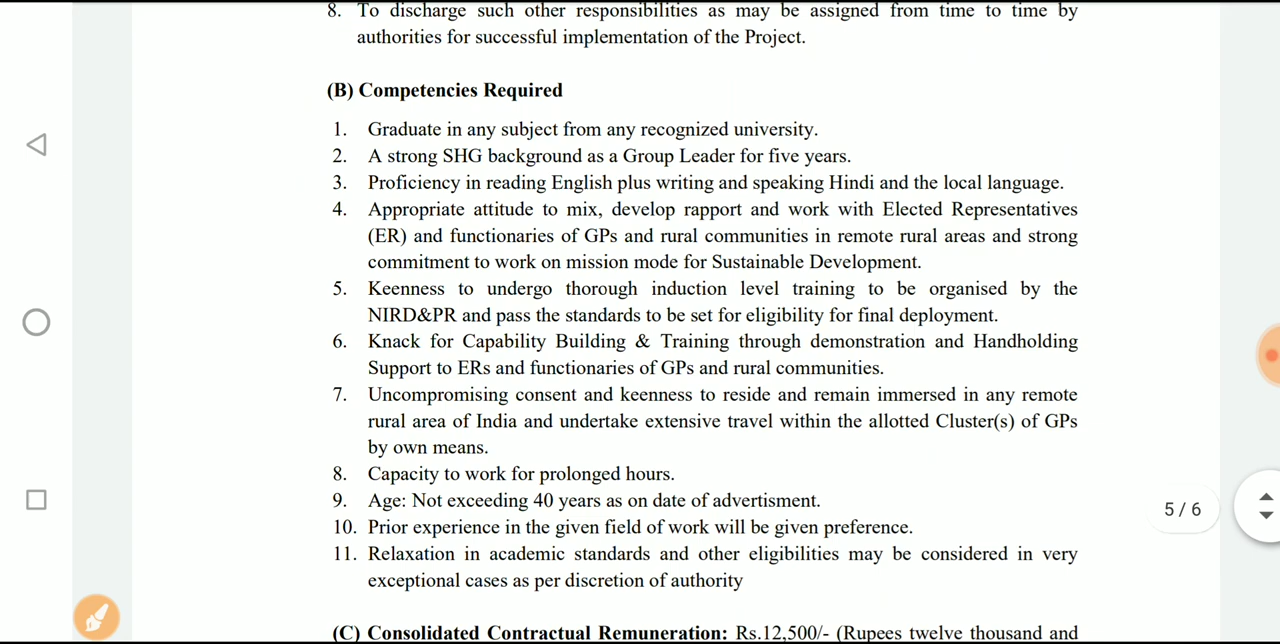 8. To discharge such other responsibilities as may be assigned from time to time by
authorities for successful implementation of the Project.
(B) Competencies Required
1. Graduate in any subject from any recognized university.
2. A strong SHG background as a Group Leader for five years.
3. Proficiency in reading English plus writing and speaking Hindi and the local language.
4. Appropriate attitude to mix, develop rapport and work with Elected Representatives
(ER) and functionaries of GPs and rural communities in remote rural areas and strong
commitment to work on mission mode for Sustainable Development.
5. Keenness to undergo thorough induction level training to be organised by the
NIRD&PR and pass the standards to be set for eligibility for final deployment.
6. Knack for Capability Building & Training through demonstration and Handholding
Support to ERs and functionaries of GPs and rural communities.
7. Uncompromising consent and keenness to reside and remain immersed in any remote
rural area of India and undertake extensive travel within the allotted Cluster(s) of GPs
by own means.
8. Capacity to work for prolonged hours.
9. Age: Not exceeding 40 years as on date of advertisment.
10. Prior experience in the given field of work will be given preference.
11. Relaxation in academic standards and other eligibilities may be considered in very
exceptional cases as per discretion of authority
(C) Consolidated Contractual Remuneration: Rs.12,500/- (Rupees twelve thousand and
5 / 6